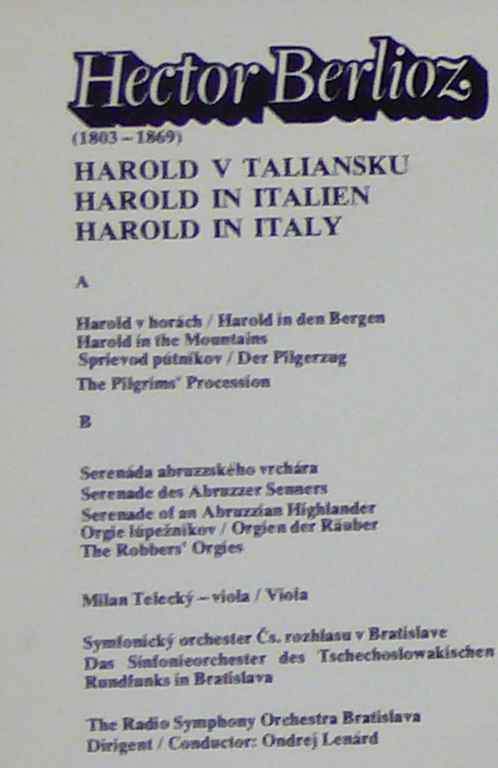 Hector Berlioz
(1803 – 1869)
HAROLD V TALIANSKU
HAROLD IN ITALIEN
HAROLD IN ITALY
A
Harold v horách / Harold in den Bergen
Harold in the Mountains
Sprievod pútnikov / Der Pilgerzug
The Pilgrims' Procession
B
Serenáda abruzzského vrchára
Serenade des Abruzzer Senners
Serenade of an Abruzzian Highlander
Orgie lúpežníkov / Orgien der Räuber
The Robbers' Orgies
Milan Telecký – viola / Viola
Symfonický orchester Čs. rozhlasu v Bratislave
Das Sinfonieorchester des Tschechoslowakischen
Rundfunks in Bratislava
The Radio Symphony Orchestra Bratislava
Dirigent / Conductor: Ondrej Lenárd